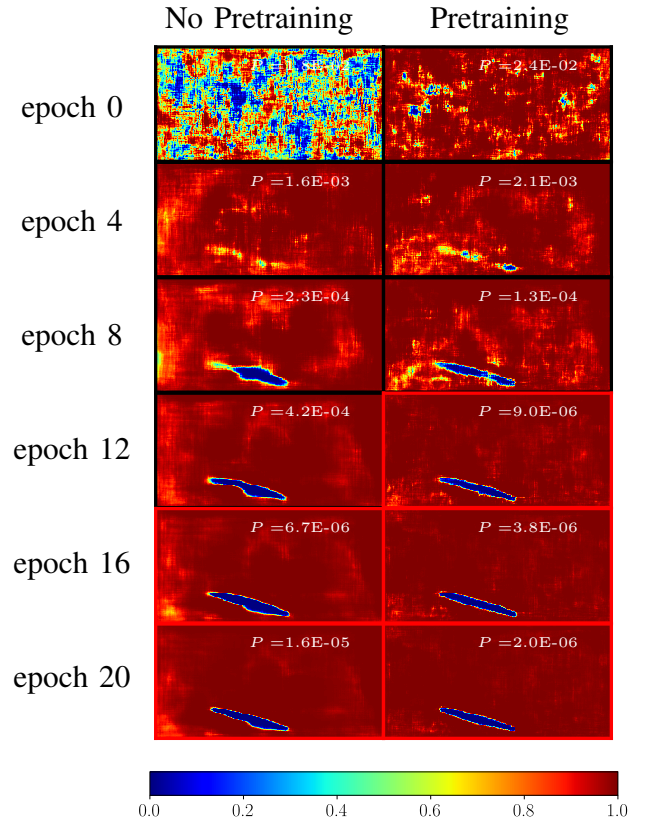 No Pretraining Pretraining
epoch 0 P = P =2.4E-02
epoch 4 P =1.6E-03 P =2.1E-03
epoch 8 P =2.3E-04 P =1.3E-04
epoch 12 P =4.2E-04 P =9.0E-06
epoch 16 P =6.7E-06 P =3.8E-06
epoch 20 P =1.6E-05 P =2.0E-06
0.0 0.2 0.4 0.6 0.8 1.0